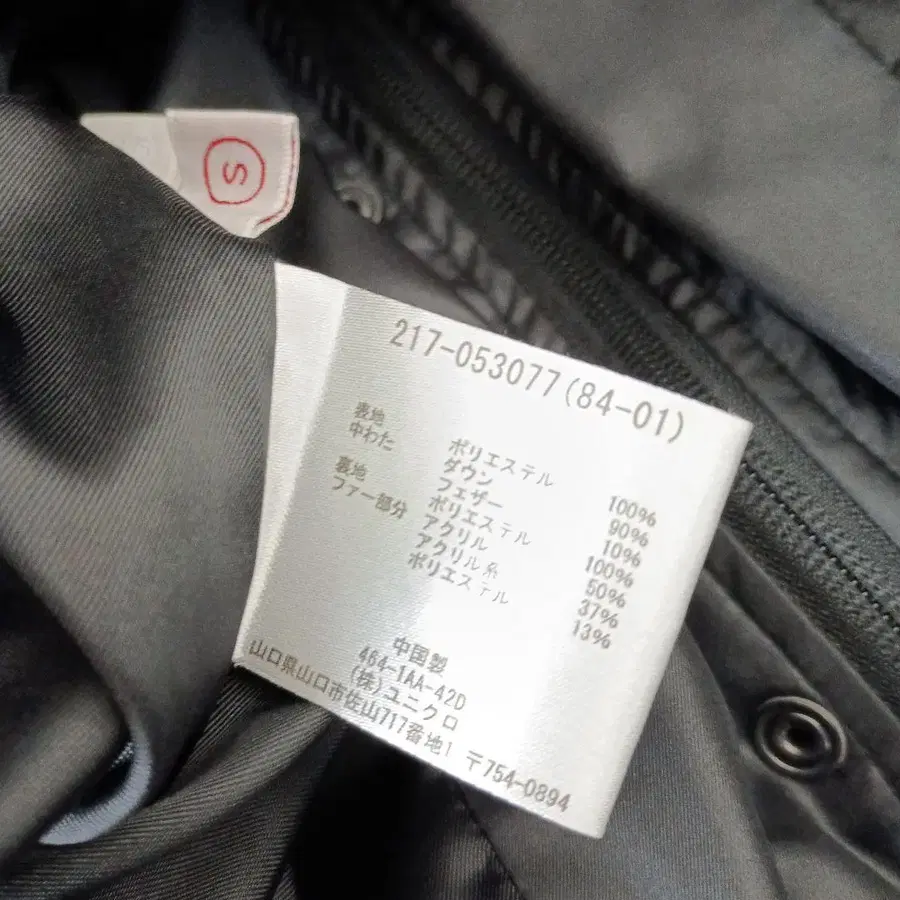 S
217-053077(84-01)
表地 ポリエステル 100%
中わた ダウン 90%
フェザー 10%
裏地 ポリエステル 100%
ファー部分 アクリル 50%
アクリル系 37%
ポリエステル 13%
中国製
464-1AA-42D
(株)ユニクロ
山口県山口市佐山717番地1 〒754-0894